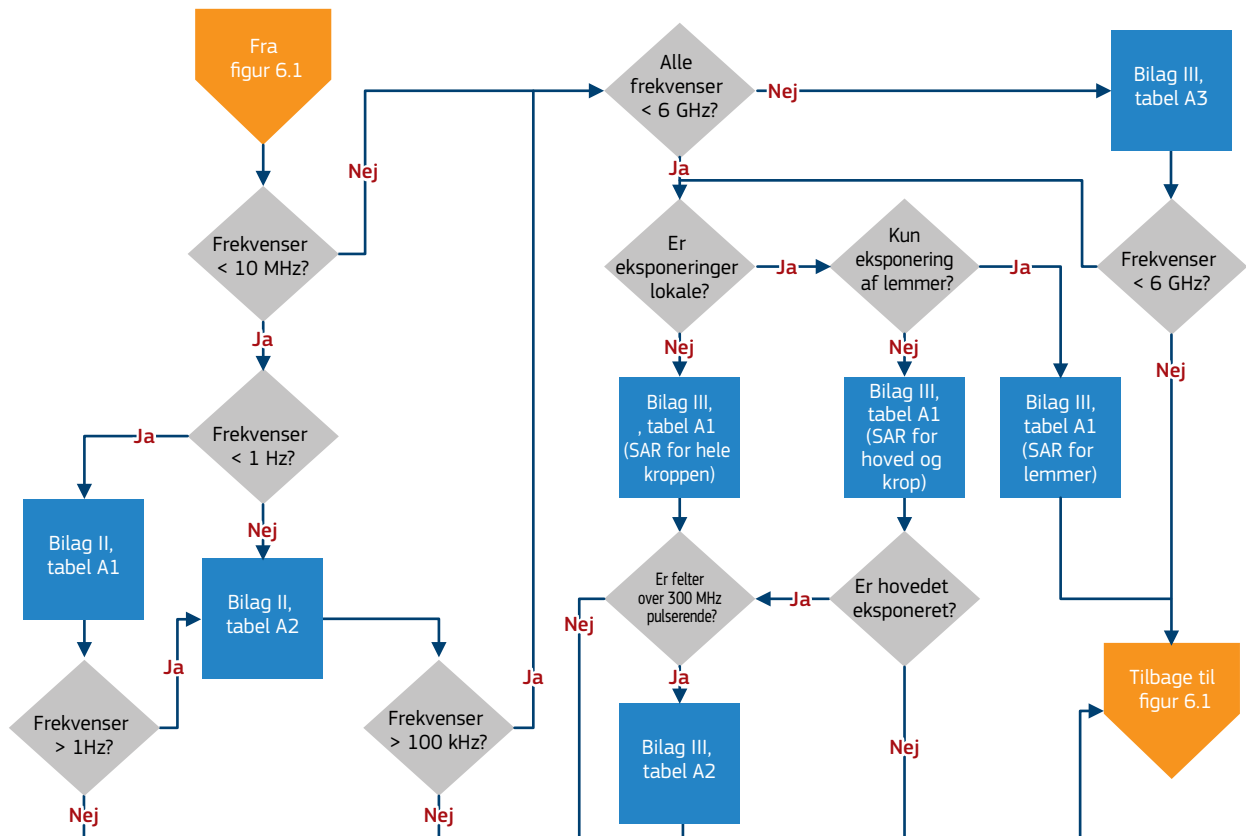 Fra
figur 6.1
Nej
Frekvenser
< 10 MHz?
Ja
Frekvenser
< 1 Hz?
Ja
Nej
Bilag II,
tabel A1
Bilag II,
tabel A2
Ja
Frekvenser
> 1Hz?
Nej
Frekvenser
> 100 kHz?
Ja
Nej
Alle
frekvenser
< 6 GHz?
Nej
Ja
Bilag III,
tabel A3
Er
eksponeringer
lokale?
Ja
Kun
eksponering
af lemmer?
Ja
Frekvenser
< 6 GHz?
Nej
Nej
Nej
Bilag III,
, tabel A1
(SAR for hele
kroppen)
Bilag III,
tabel A1
(SAR for
hoved og
krop)
Bilag III,
tabel A1
(SAR for
lemmer)
Er felter
over 300 MHz
pulserende?
Ja
Er hovedet
eksponeret?
Nej
Ja
Nej
Bilag III,
tabel A2
Tilbage til
figur 6.1